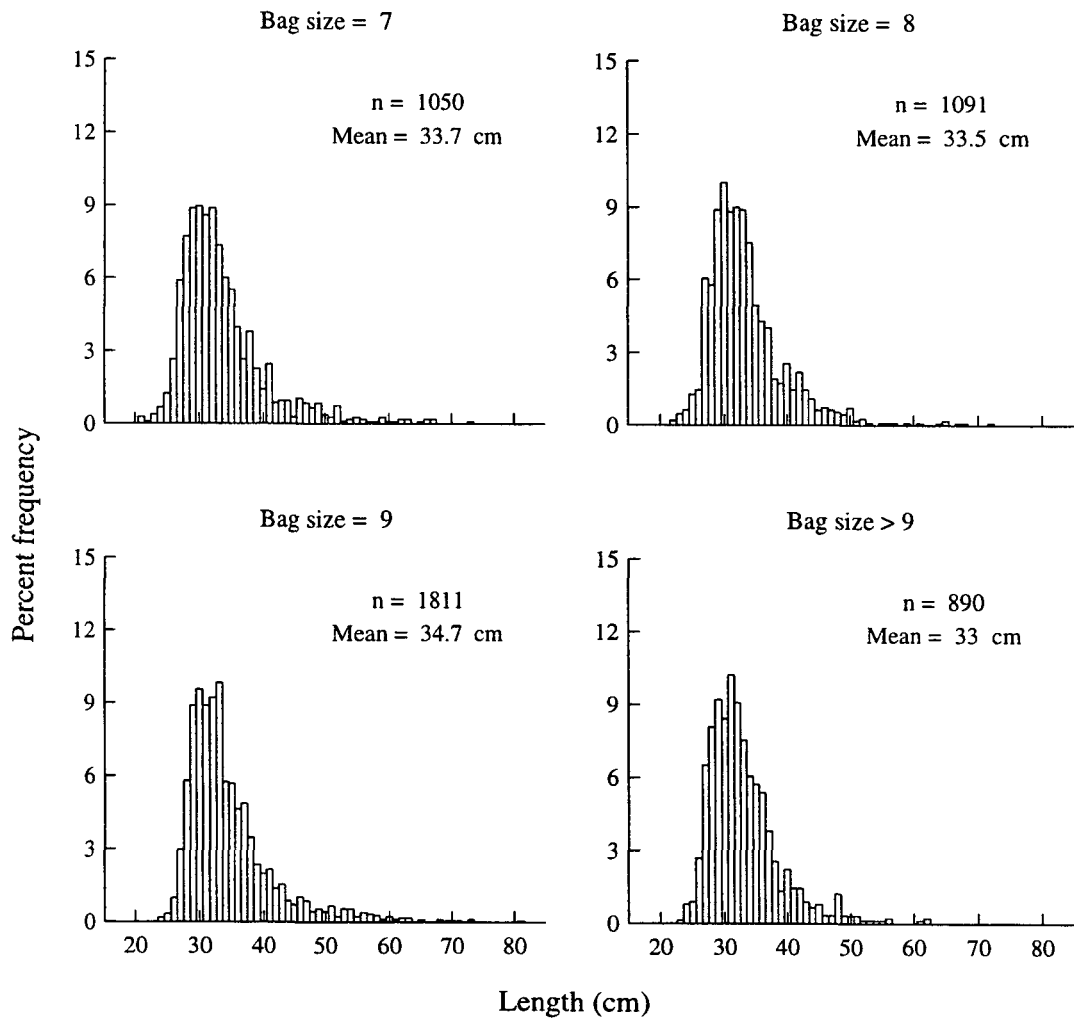 Bag size = 7
15
12
9
6
3
0
n = 1050
Mean = 33.7 cm
Bag size = 8
15
12
9
6
3
0
n = 1091
Mean = 33.5 cm
Percent frequency
Bag size = 9
15
12
9
6
3
0
n = 1811
Mean = 34.7 cm
20 30 40 50 60 70 80
Bag size > 9
15
12
9
6
3
0
n = 890
Mean = 33 cm
20 30 40 50 60 70 80
Length (cm)